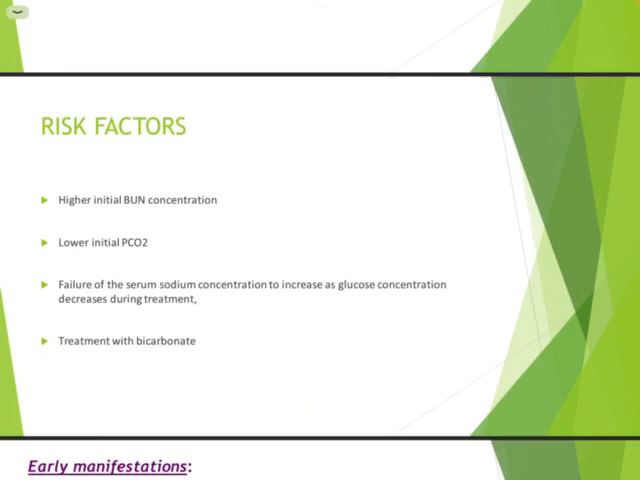 RISK FACTORS
Higher initial BUN concentration
Lower initial PCO2
Failure of the serum sodium concentration to increase as glucose concentration
decreases during treatment,
Treatment with bicarbonate
Early manifestations: